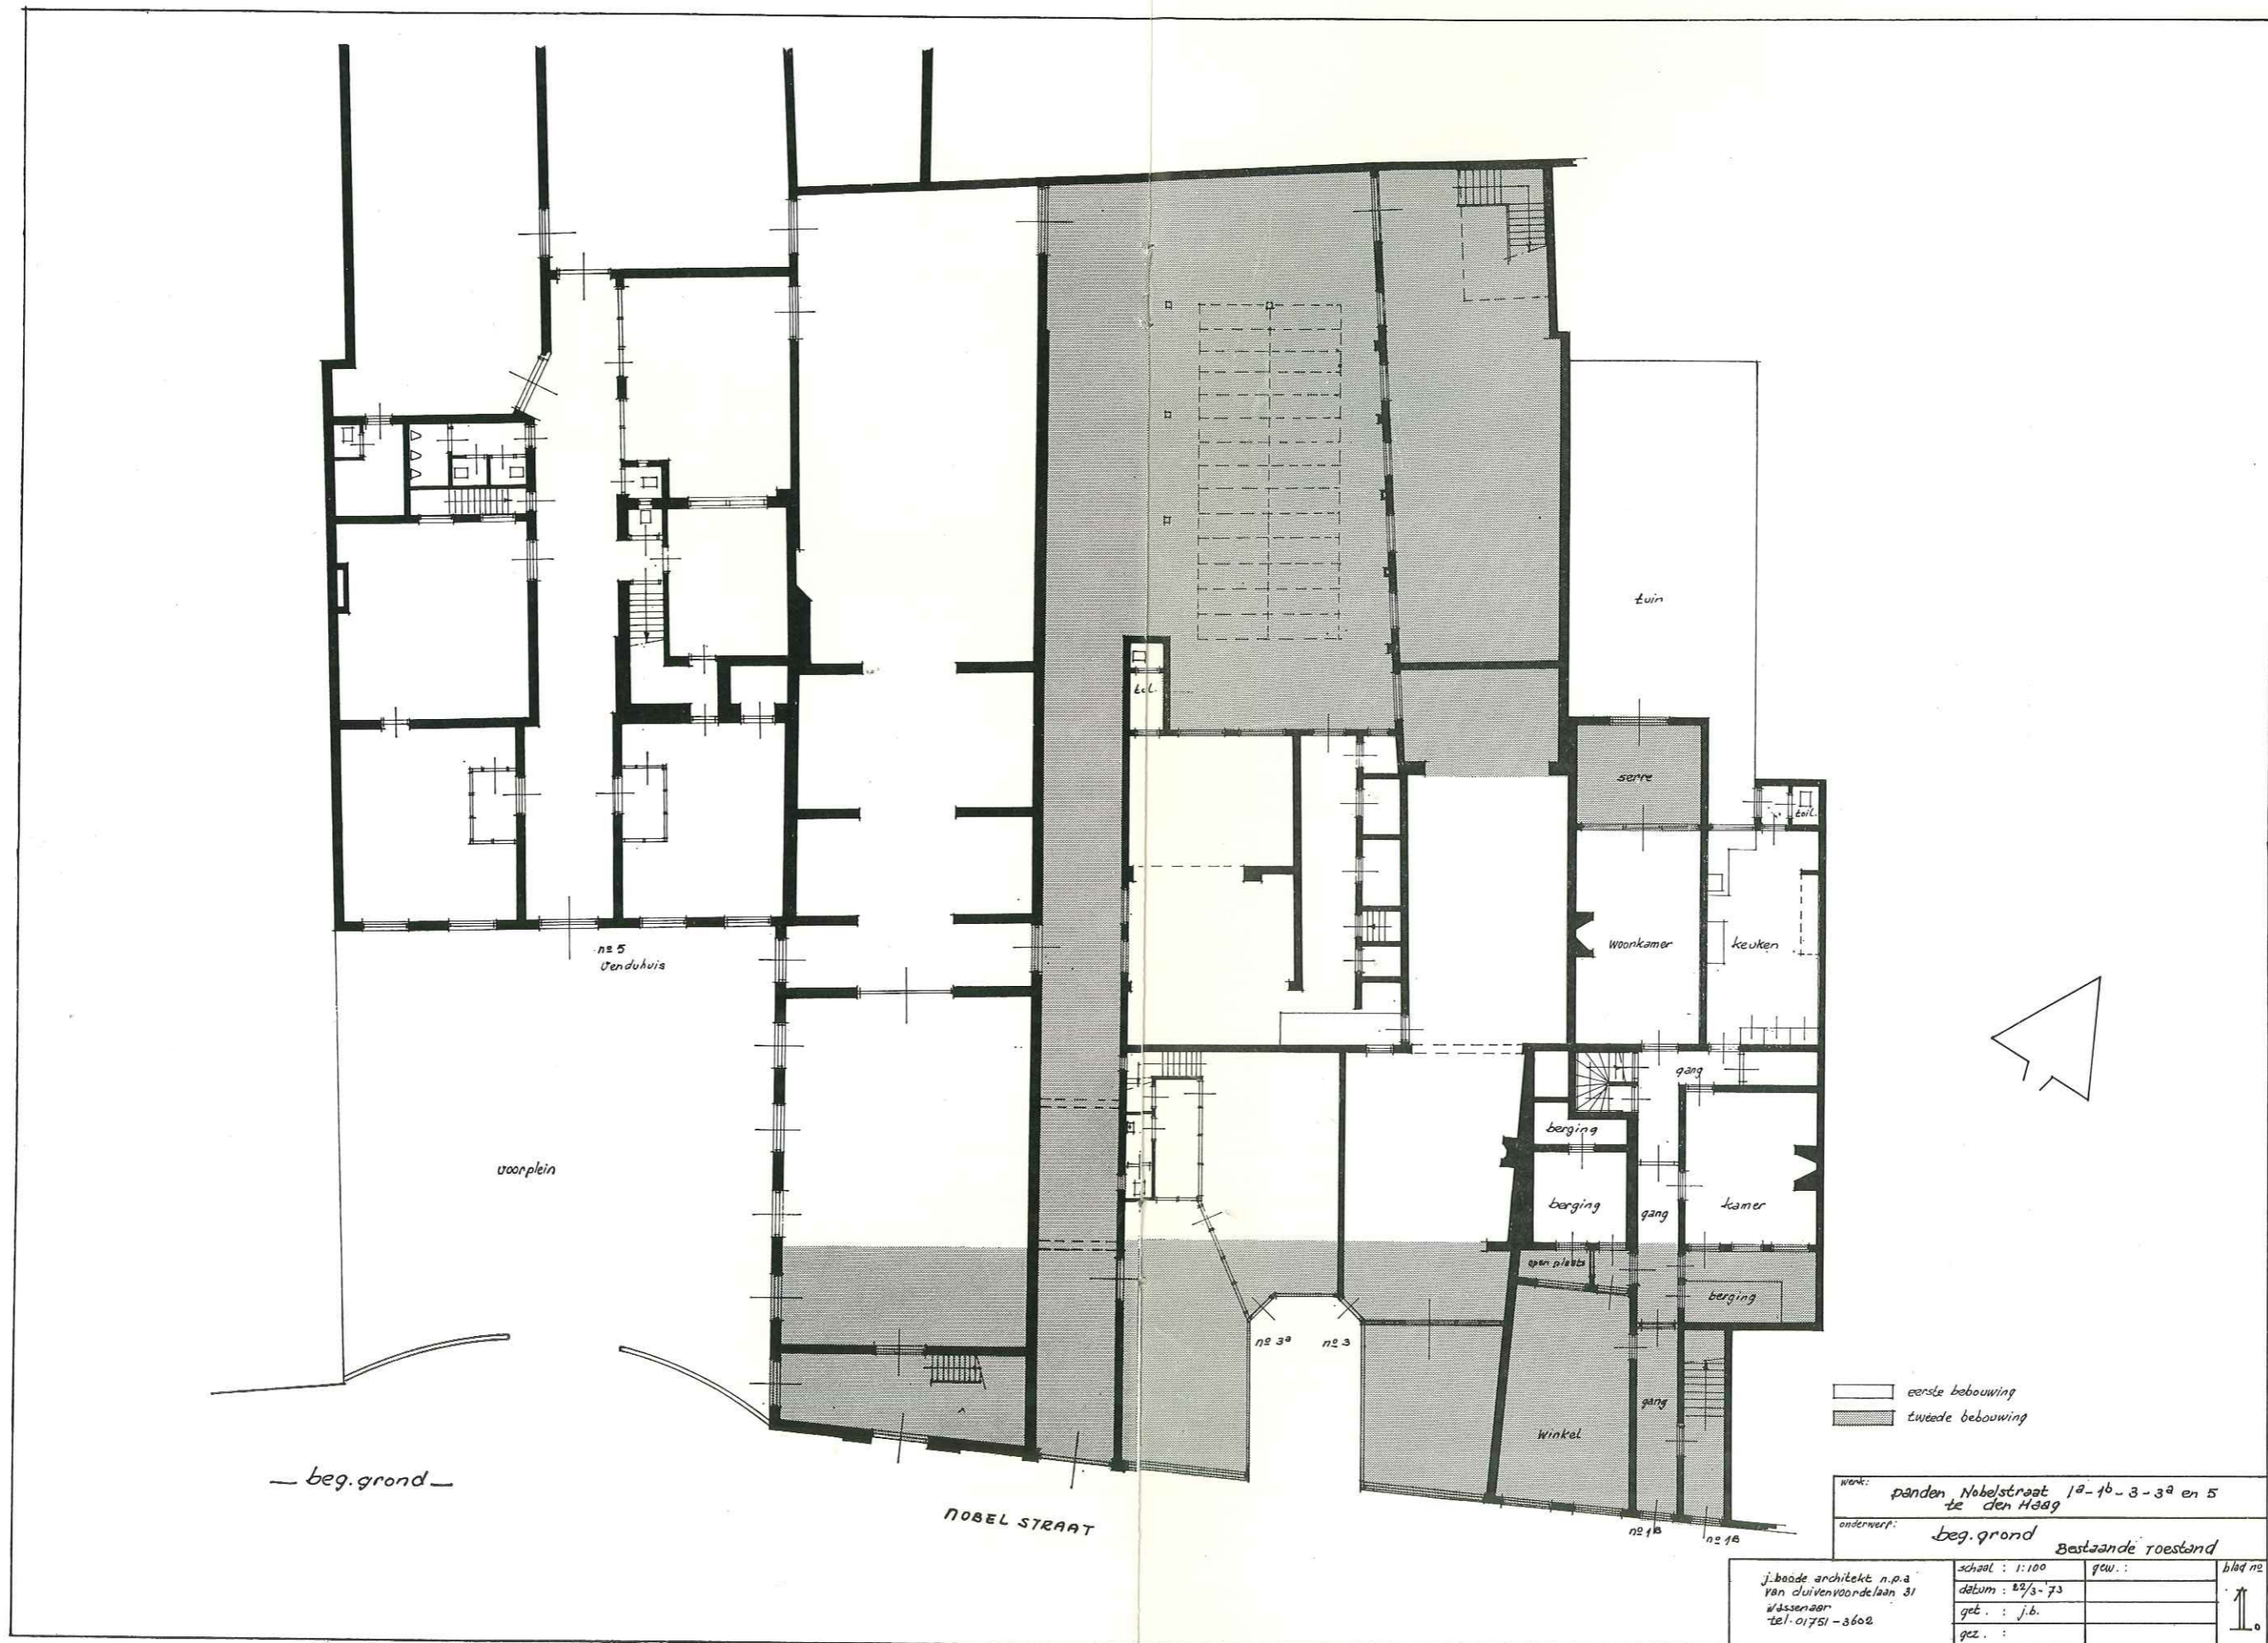 tuin
tol.
serre
toil.
woonkamer
keuken
nº 5
Venduhuis
gang
voorplein
berging
berging
gang
kamer
open plaats
berging
nº 3ª
nº 3
gang
winkel
eerste bebouwing
tweede bebouwing
— beg. grond —
NOBEL STRAAT
nº 1ᴮ
nº 1ᴮ
werk:
panden Nobelstraat 1ª-1ᵇ-3-3ª en 5
te den Haag
onderwerp:
beg. grond
Bestaande Toestand
j. boode architekt n.p.a
van duivenvoordelaan 31
Wassenaar
tel. 01751-3602
schaal : 1:100
gew. :
blad nº
datum : 22/3-'73
get. : j.b.
gez. :
1.